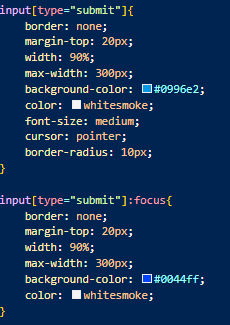 input[type="submit"]{
    border: none;
    margin-top: 20px;
    width: 90%;
    max-width: 300px;
    background-color: #0996e2;
    color: whitesmoke;
    font-size: medium;
    cursor: pointer;
    border-radius: 10px;
}
input[type="submit"]:focus{
    border: none;
    margin-top: 20px;
    width: 90%;
    max-width: 300px;
    background-color: #0044ff;
    color: whitesmoke;
}